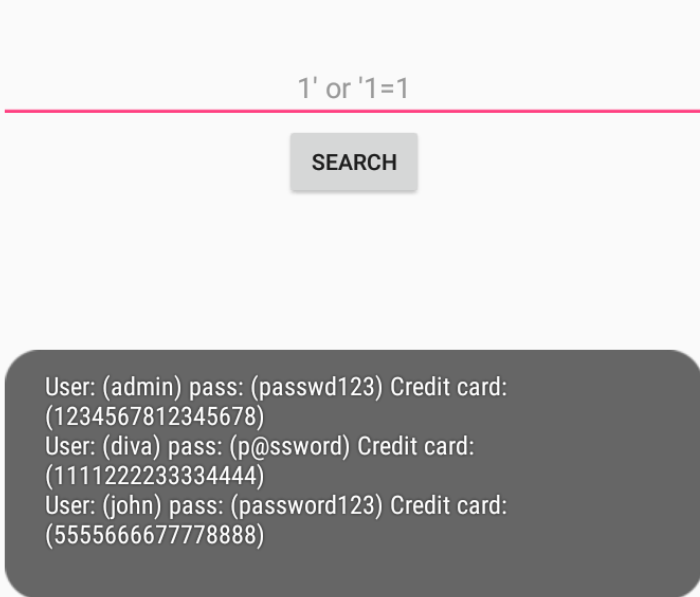 1' or '1=1
SEARCH
User: (admin) pass: (passwd123) Credit card:
(1234567812345678)
User: (diva) pass: (p@ssword) Credit card:
(1111222233334444)
User: (john) pass: (password123) Credit card:
(5555666677778888)